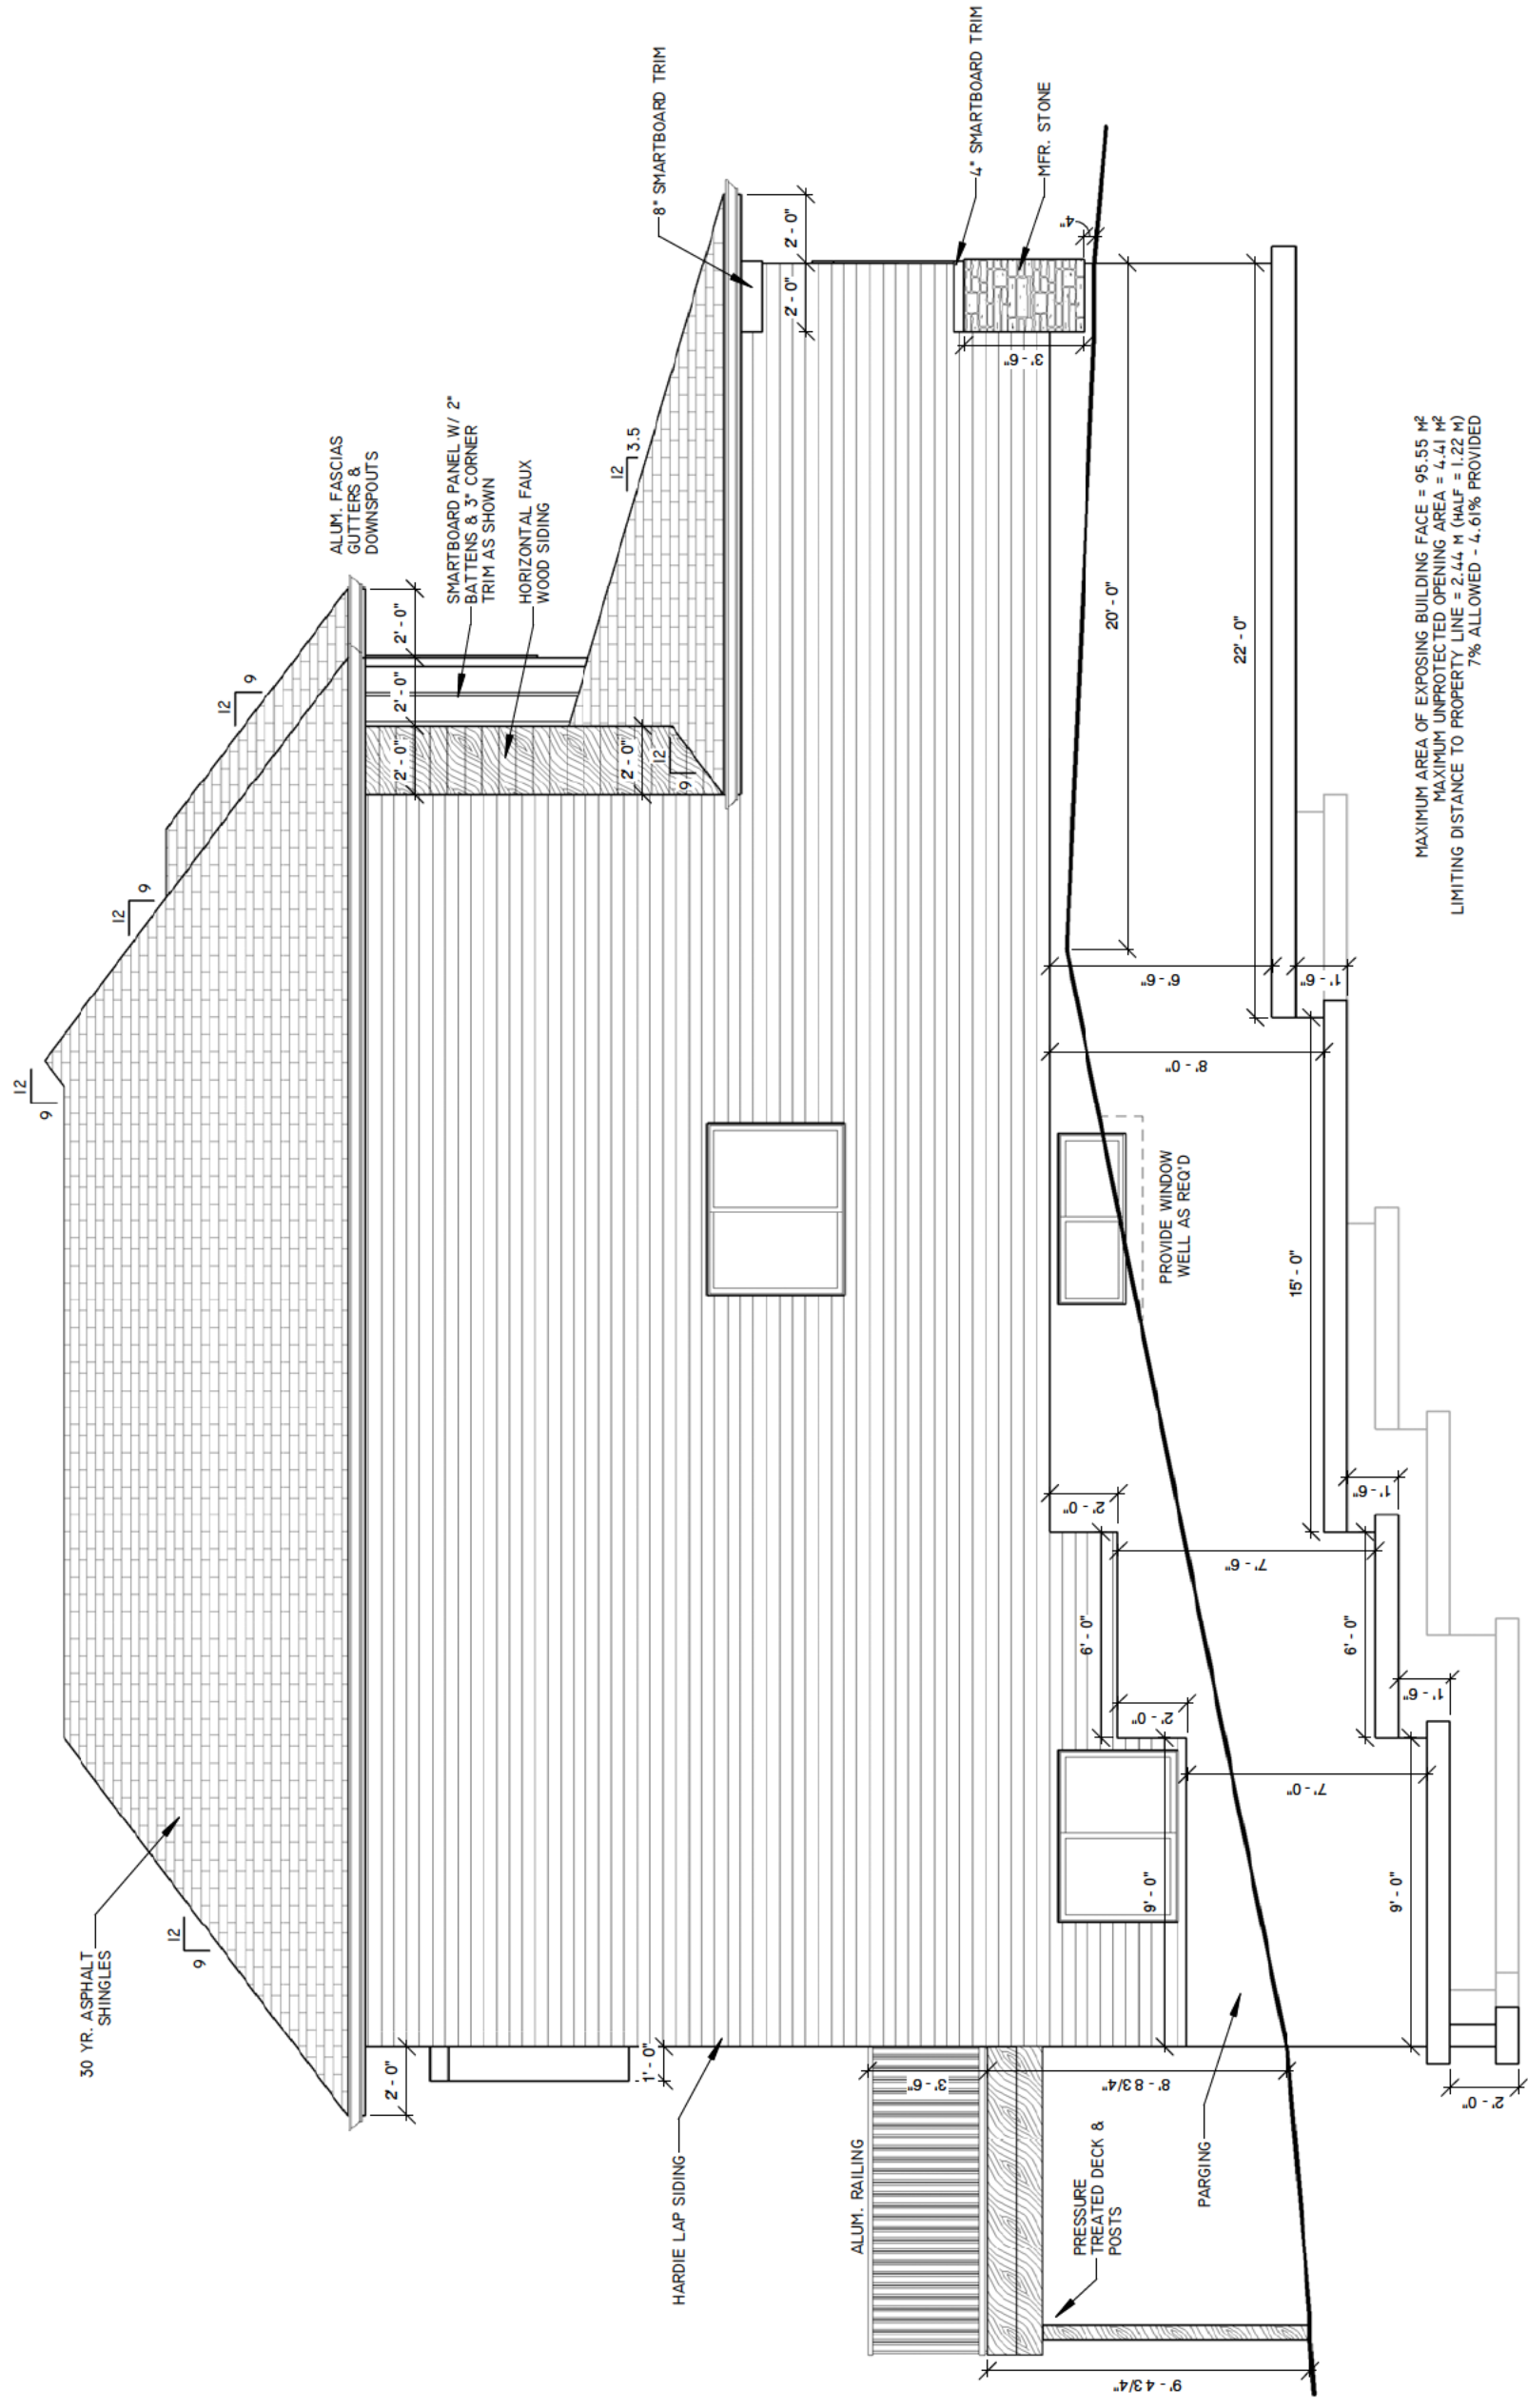 30 YR. ASPHALT
SHINGLES
12
9
12
9
12
9
12
9
ALUM. FASCIAS
GUTTERS &
DOWNSPOUTS
SMARTBOARD PANEL W/ 2"
BATTENS & 3" CORNER
TRIM AS SHOWN
HORIZONTAL FAUX
WOOD SIDING
12
3.5
8" SMARTBOARD TRIM
2' - 0"
2' - 0"
2' - 0"
2' - 0"
2' - 0"
12
9
2' - 0"
2' - 0"
1' - 0"
HARDIE LAP SIDING
4" SMARTBOARD TRIM
MFR. STONE
3' - 6"
4"
ALUM. RAILING
3' - 6"
8' - 8 3/4"
PRESSURE
TREATED DECK &
POSTS
9' - 4 3/4"
PARGING
9' - 0"
2' - 0"
6' - 0"
2' - 0"
PROVIDE WINDOW
WELL AS REQ'D
20' - 0"
22' - 0"
6' - 6"
8' - 0"
1' - 6"
15' - 0"
7' - 6"
1' - 6"
6' - 0"
7' - 0"
1' - 6"
9' - 0"
2' - 0"
MAXIMUM AREA OF EXPOSING BUILDING FACE = 95.55 M²
MAXIMUM UNPROTECTED OPENING AREA = 4.41 M²
LIMITING DISTANCE TO PROPERTY LINE = 2.44 M (HALF = 1.22 M)
7% ALLOWED - 4.61% PROVIDED